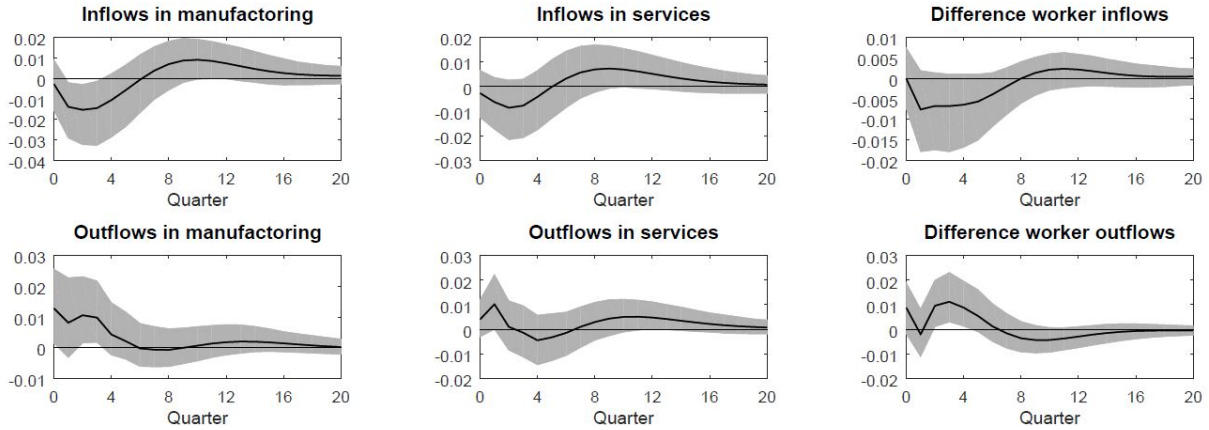 Inflows in manufactoring
Inflows in services
Difference worker inflows
0.02
0.01
0
-0.01
-0.02
-0.03
-0.04
0 4 8 12 16 20
Quarter
0.02
0.01
0
-0.01
-0.02
-0.03
0 4 8 12 16 20
Quarter
0.01
0.005
0
-0.005
-0.01
-0.015
-0.02
0 4 8 12 16 20
Quarter
Outflows in manufactoring
Outflows in services
Difference worker outflows
0.03
0.02
0.01
0
-0.01
0 4 8 12 16 20
Quarter
0.03
0.02
0.01
0
-0.01
-0.02
0 4 8 12 16 20
Quarter
0.03
0.02
0.01
0
-0.01
-0.02
0 4 8 12 16 20
Quarter